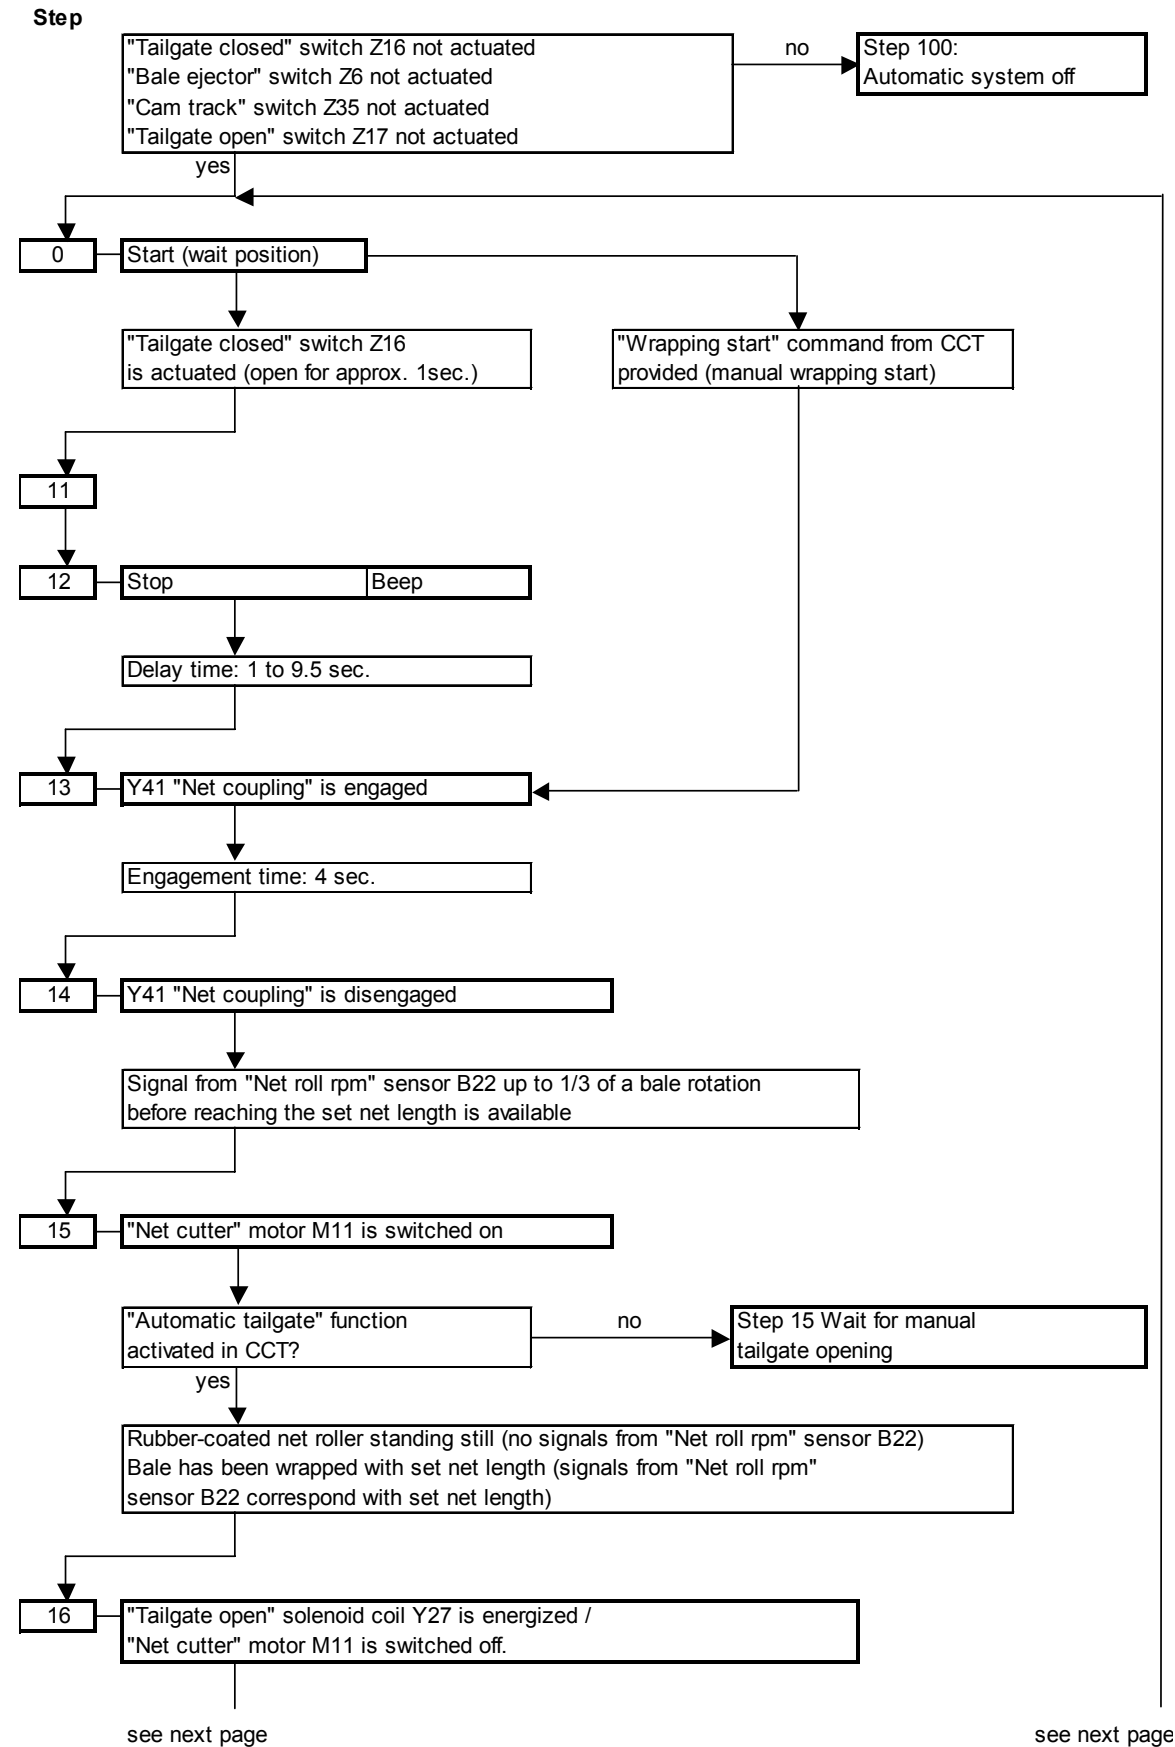 Step
"Tailgate closed" switch Z16 not actuated
"Bale ejector" switch Z6 not actuated
"Cam track" switch Z35 not actuated
"Tailgate open" switch Z17 not actuated
no
Step 100:
Automatic system off
yes
0
Start (wait position)
"Tailgate closed" switch Z16
is actuated (open for approx. 1sec.)
"Wrapping start" command from CCT
provided (manual wrapping start)
11
12
Stop
Beep
Delay time: 1 to 9.5 sec.
13
Y41 "Net coupling" is engaged
Engagement time: 4 sec.
14
Y41 "Net coupling" is disengaged
Signal from "Net roll rpm" sensor B22 up to 1/3 of a bale rotation
before reaching the set net length is available
15
"Net cutter" motor M11 is switched on
"Automatic tailgate" function
activated in CCT?
no
Step 15 Wait for manual
tailgate opening
yes
Rubber-coated net roller standing still (no signals from "Net roll rpm" sensor B22)
Bale has been wrapped with set net length (signals from "Net roll rpm"
sensor B22 correspond with set net length)
16
"Tailgate open" solenoid coil Y27 is energized /
"Net cutter" motor M11 is switched off.
see next page
see next page